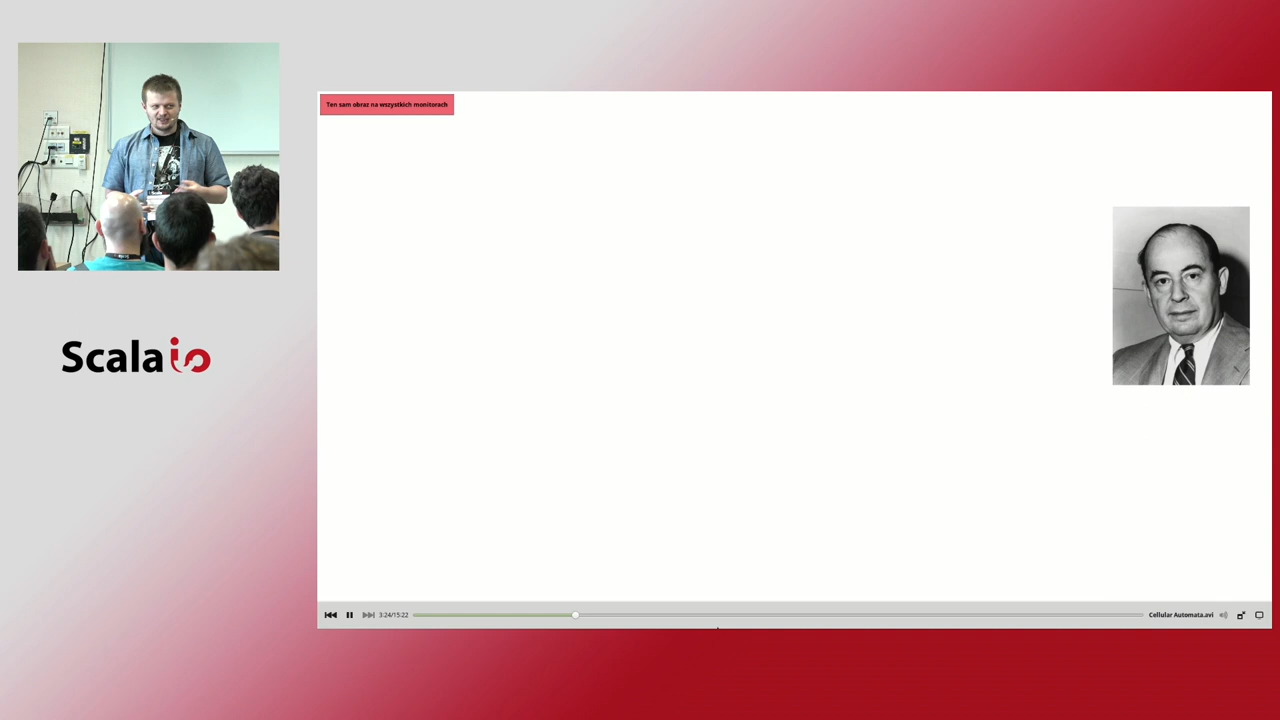 Ten sam obraz na wszystkich monitorach
Scala io
3:24/15:22
Cellular Automata.avi